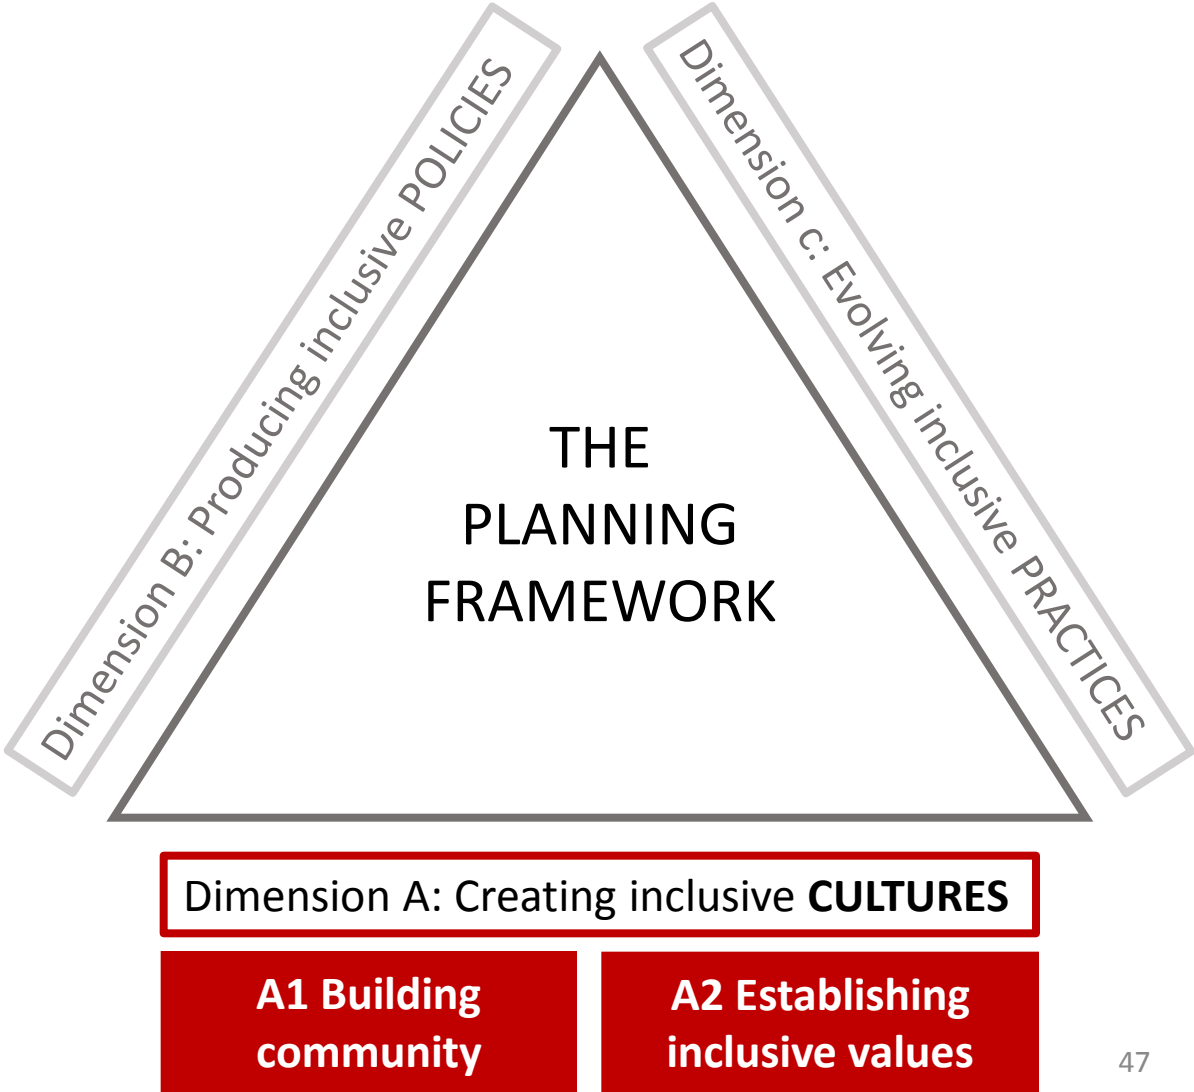 Dimension B: Producing inclusive POLICIES
Dimension c: Evolving inclusive PRACTICES
THE
PLANNING
FRAMEWORK
Dimension A: Creating inclusive CULTURES
A1 Building
community
A2 Establishing
inclusive values
47